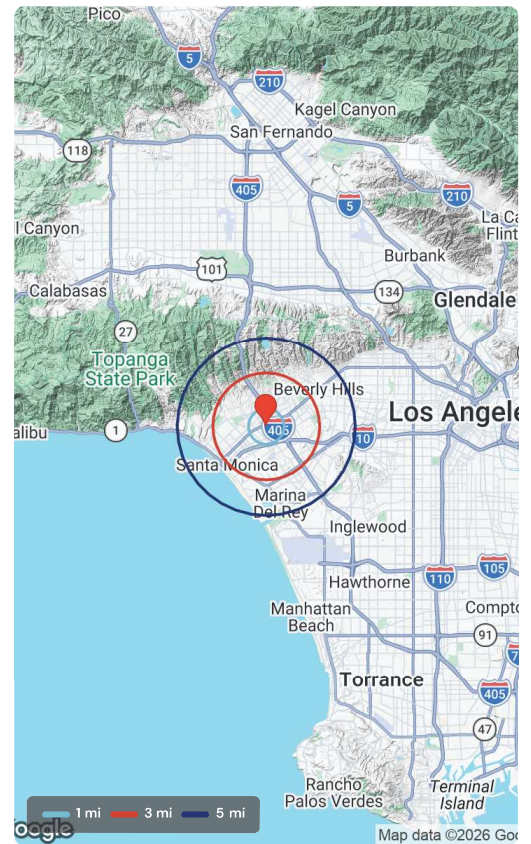 Pico
5
210
Kagel Canyon
San Fernando
118
405
5
210
La Ca
Flint
l Canyon
Burbank
101
Calabasas
134
Glendale
27
Topanga
State Park
Beverly Hills
Los Angele
405
10
alibu
1
Santa Monica
Marina
Del Rey
Inglewood
105
110
Hawthorne
Manhattan
Beach
Compto
91
7
Torrance
405
47
Rancho
Palos Verdes
Terminal
Island
1 mi 3 mi 5 mi
oogle
Map data ©2026 Goo